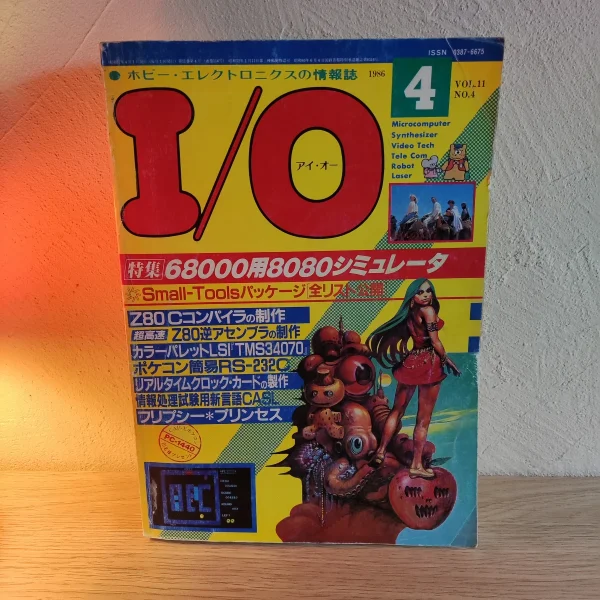 ISSN 0387-6675
ホビー・エレクトロニクスの情報誌
1986
4
VOL.11
NO.4
I/O
アイ・オー
Microcomputer
Synthesizer
Video Tech
Tele Com
Robot
Laser
特集 68000用8080シミュレータ
Small-Toolsパッケージ全リスト公開
Z80 Cコンパイラの制作
超高速 Z80逆アセンブラの制作
カラーパレットLSI「TMS34070」
ポケコン簡易RS-232C
リアルタイムクロック・カードの製作
情報処理試験用新言語CASL
ウリプシー＊プリンセス
PC-1440